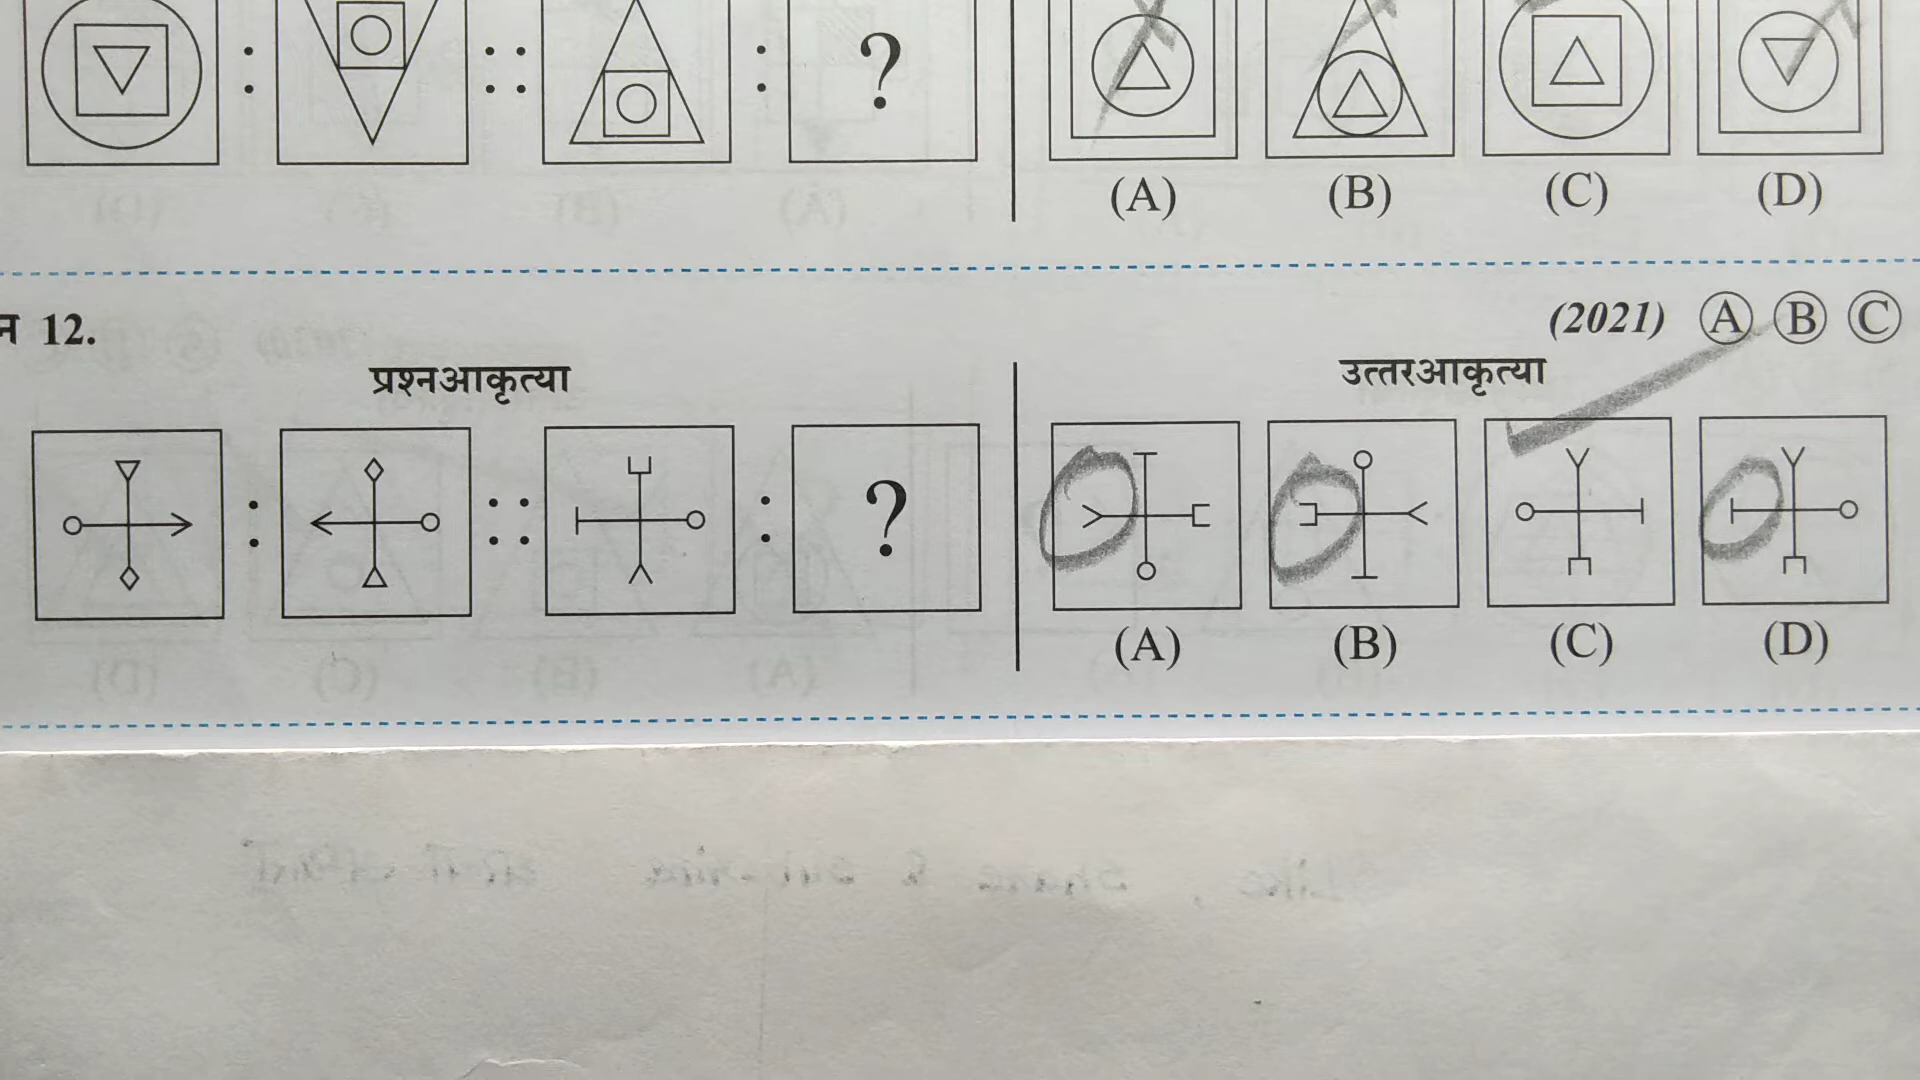 : :: : ?
(A) (B) (C) (D)
न 12. (2021) A B C
प्रश्नआकृत्या उत्तरआकृत्या
: :: : ?
(A) (B) (C) (D)